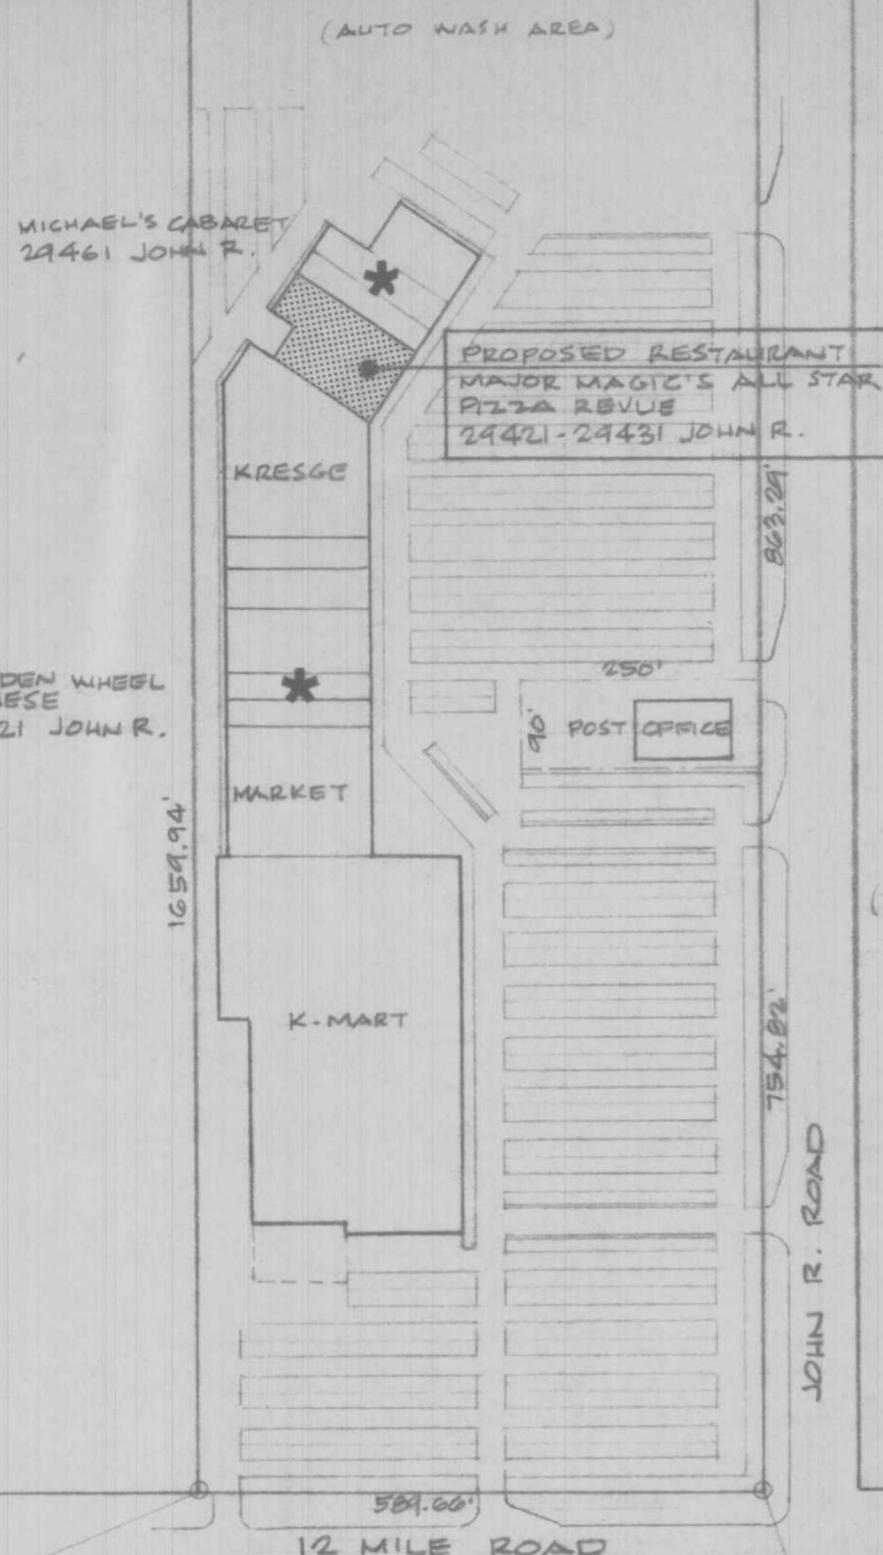 (AUTO WASH AREA)
MICHAEL'S CABARET
29461 JOHN R.
*
PROPOSED RESTAURANT
MAJOR MAGIC'S ALL STAR
PIZZA REVUE
29421-29431 JOHN R.
KRESGE
863.29'
DEN WHEEL
ESE
21 JOHN R.
*
250'
90'
POST OFFICE
MARKET
1659.94'
K-MART
754.82'
JOHN R. ROAD
589.66'
12 MILE ROAD